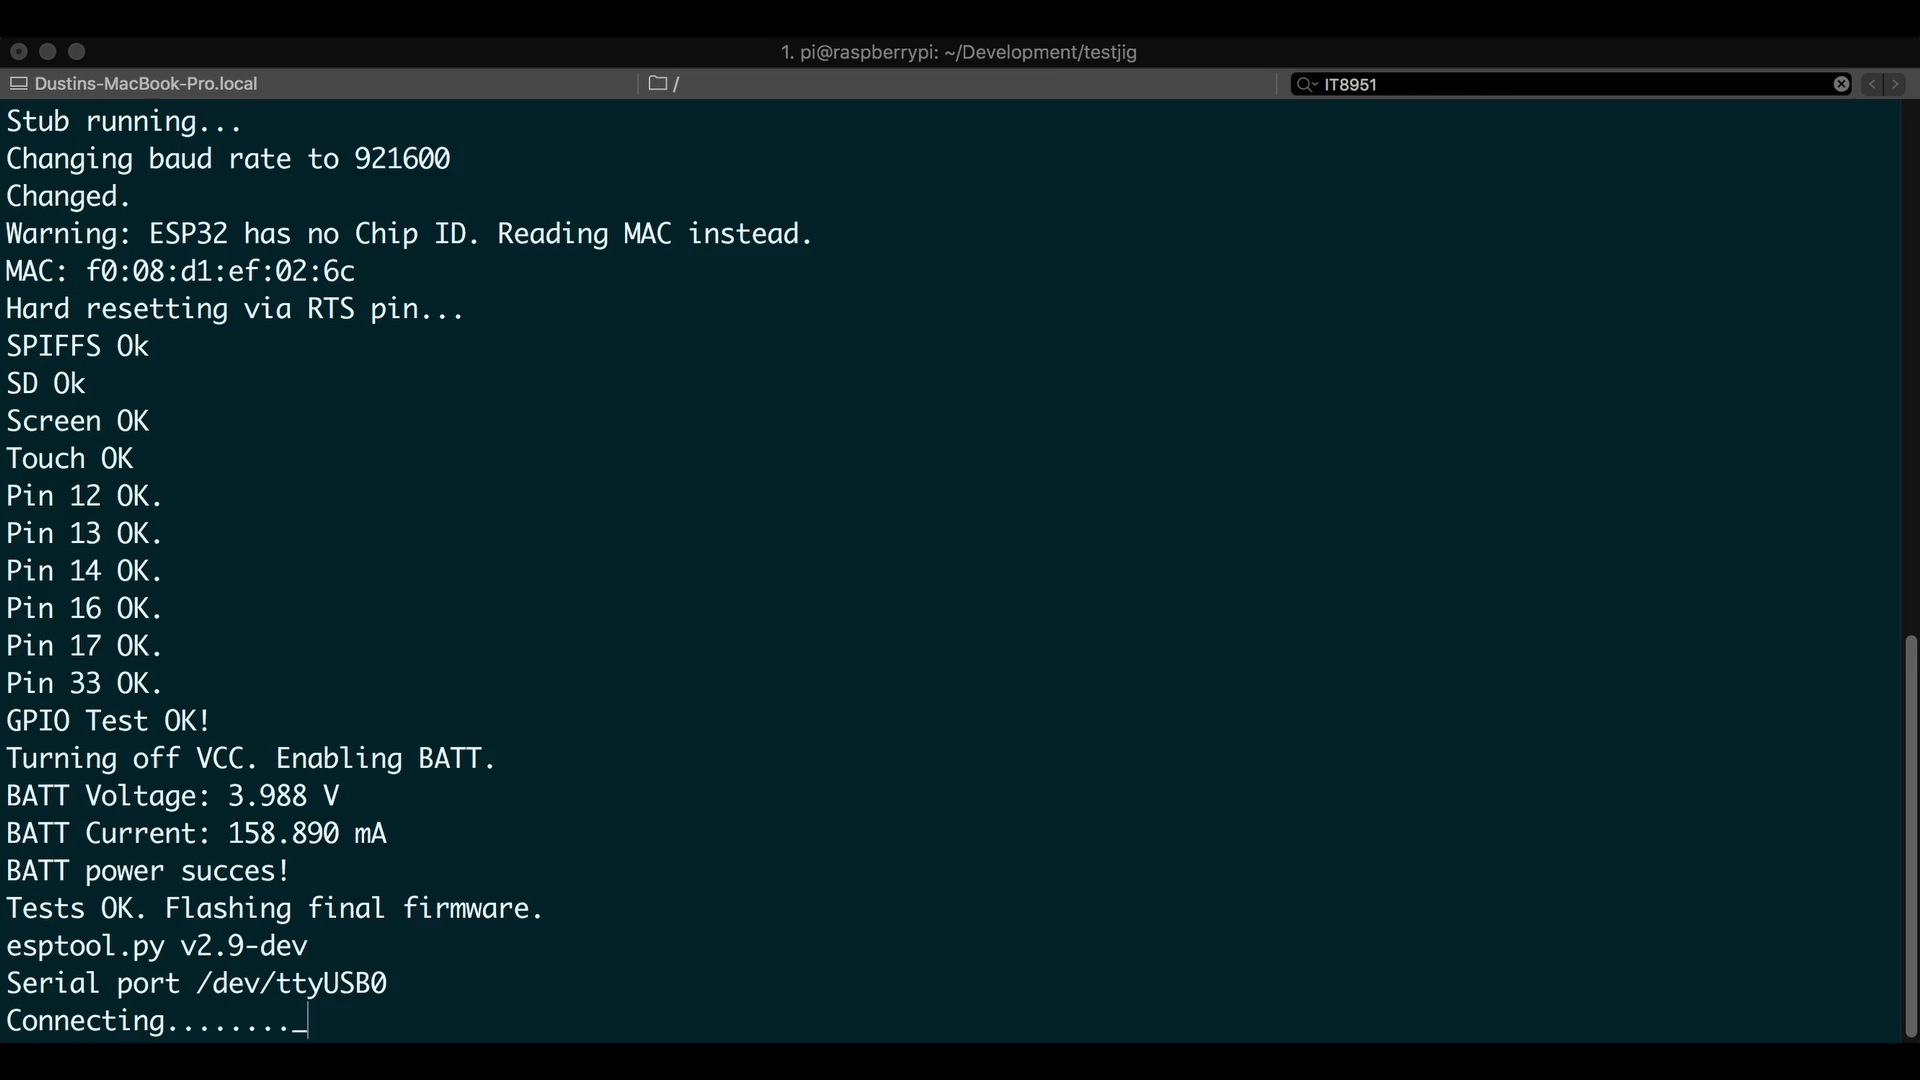 1. pi@raspberrypi: ~/Development/testjig
Dustins-MacBook-Pro.local
/
IT8951
Stub running...
Changing baud rate to 921600
Changed.
Warning: ESP32 has no Chip ID. Reading MAC instead.
MAC: f0:08:d1:ef:02:6c
Hard resetting via RTS pin...
SPIFFS Ok
SD Ok
Screen OK
Touch OK
Pin 12 OK.
Pin 13 OK.
Pin 14 OK.
Pin 16 OK.
Pin 17 OK.
Pin 33 OK.
GPIO Test OK!
Turning off VCC. Enabling BATT.
BATT Voltage: 3.988 V
BATT Current: 158.890 mA
BATT power succes!
Tests OK. Flashing final firmware.
esptool.py v2.9-dev
Serial port /dev/ttyUSB0
Connecting........_